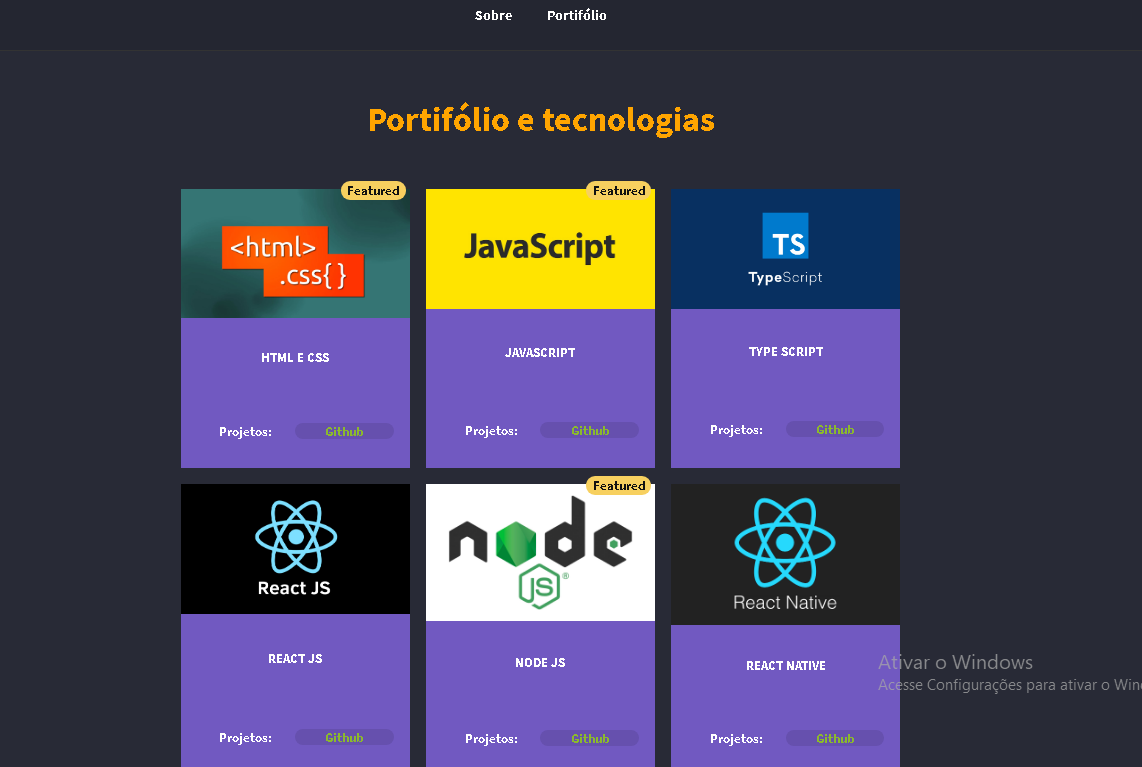 Sobre Portifólio
Portifólio e tecnologias
Featured
<html>
.css{}
HTML E CSS
Projetos: Github
Featured
JavaScript
JAVASCRIPT
Projetos: Github
TS
TypeScript
TYPE SCRIPT
Projetos: Github
React JS
REACT JS
Projetos: Github
Featured
node
JS®
NODE JS
Projetos: Github
React Native
REACT NATIVE
Projetos: Github
Ativar o Windows
Acesse Configurações para ativar o Win